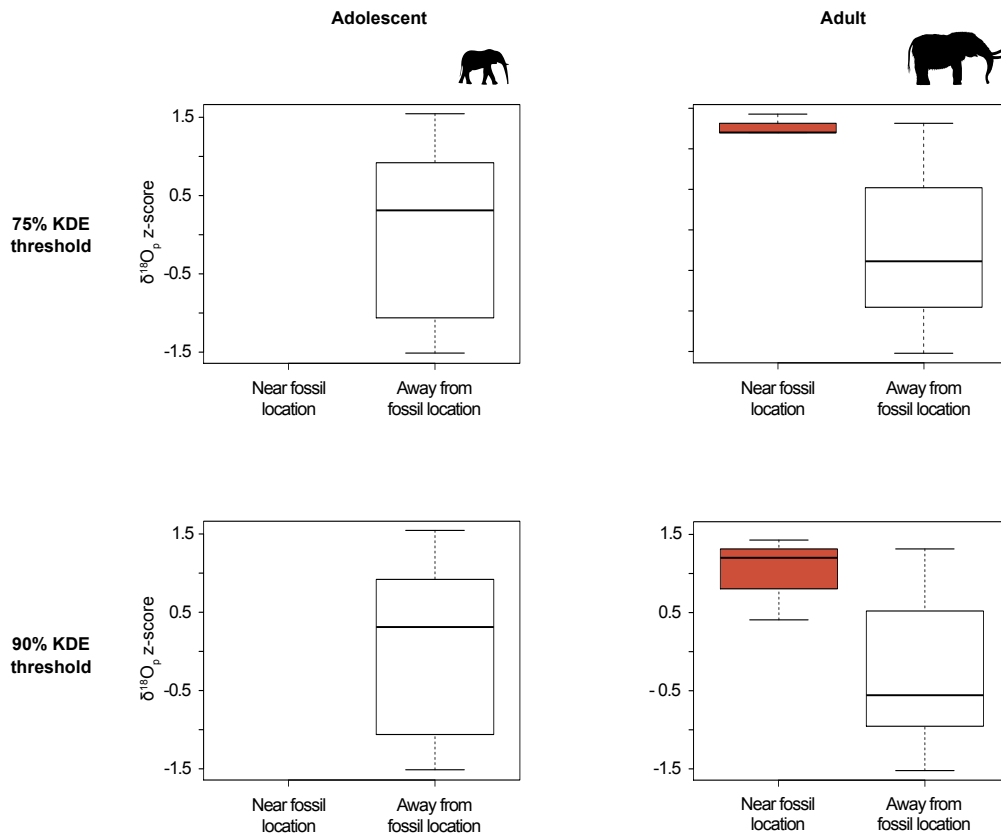 Adolescent
Adult
75% KDE
threshold
δ¹⁸Oₚ z-score
1.5
0.5
-0.5
-1.5
Near fossil
location
Away from
fossil location
Near fossil
location
Away from
fossil location
90% KDE
threshold
δ¹⁸Oₚ z-score
1.5
0.5
-0.5
-1.5
Near fossil
location
Away from
fossil location
1.5
0.5
- 0.5
-1.5
Near fossil
location
Away from
fossil location